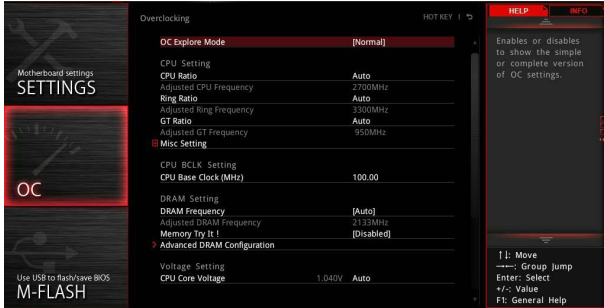 Overclocking
HOT KEY |
HELP
INFO
OC Explore Mode [Normal]
CPU Setting
CPU Ratio Auto
Adjusted CPU Frequency 2700MHz
Ring Ratio Auto
Adjusted Ring Frequency 3300MHz
GT Ratio Auto
Adjusted GT Frequency 950MHz
Misc Setting
CPU BCLK Setting
CPU Base Clock (MHz) 100.00
DRAM Setting
DRAM Frequency [Auto]
Adjusted DRAM Frequency 2133MHz
Memory Try It ! [Disabled]
Advanced DRAM Configuration
Voltage Setting
CPU Core Voltage 1.040V Auto
Motherboard settings
SETTINGS
OC
Use USB to flash/save BIOS
M-FLASH
Enables or disables
to show the simple
or complete version
of OC settings.
↑↓: Move
→←: Group Jump
Enter: Select
+/-: Value
F1: General Help